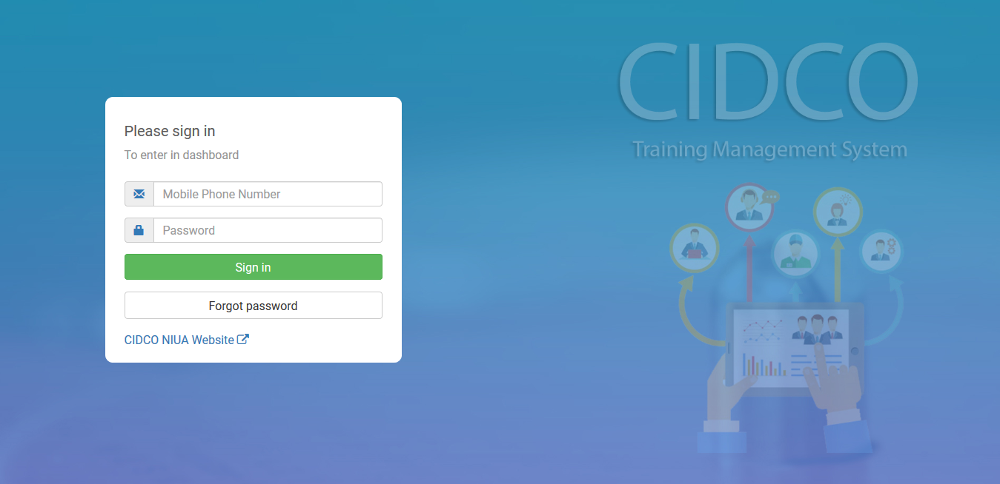 Please sign in
To enter in dashboard
Mobile Phone Number
Password
Sign in
Forgot password
CIDCO NIUA Website
CIDCO
Training Management System